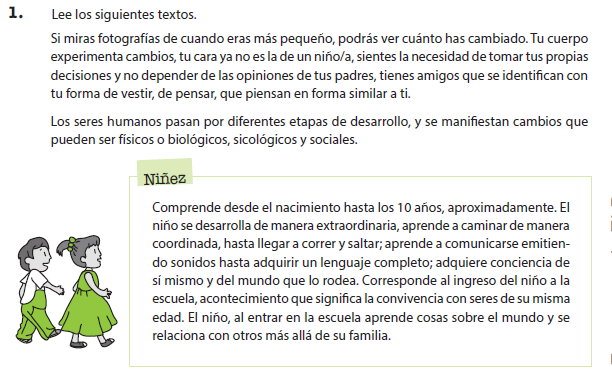 1. Lee los siguientes textos.
Si miras fotografías de cuando eras más pequeño, podrás ver cuánto has cambiado. Tu cuerpo
experimenta cambios, tu cara ya no es la de un niño/a, sientes la necesidad de tomar tus propias
decisiones y no depender de las opiniones de tus padres, tienes amigos que se identifican con
tu forma de vestir, de pensar, que piensan en forma similar a ti.
Los seres humanos pasan por diferentes etapas de desarrollo, y se manifiestan cambios que
pueden ser físicos o biológicos, sicológicos y sociales.
Niñez
Comprende desde el nacimiento hasta los 10 años, aproximadamente. El
niño se desarrolla de manera extraordinaria, aprende a caminar de manera
coordinada, hasta llegar a correr y saltar; aprende a comunicarse emitien-
do sonidos hasta adquirir un lenguaje completo; adquiere conciencia de
sí mismo y del mundo que lo rodea. Corresponde al ingreso del niño a la
escuela, acontecimiento que significa la convivencia con seres de su misma
edad. El niño, al entrar en la escuela aprende cosas sobre el mundo y se
relaciona con otros más allá de su familia.